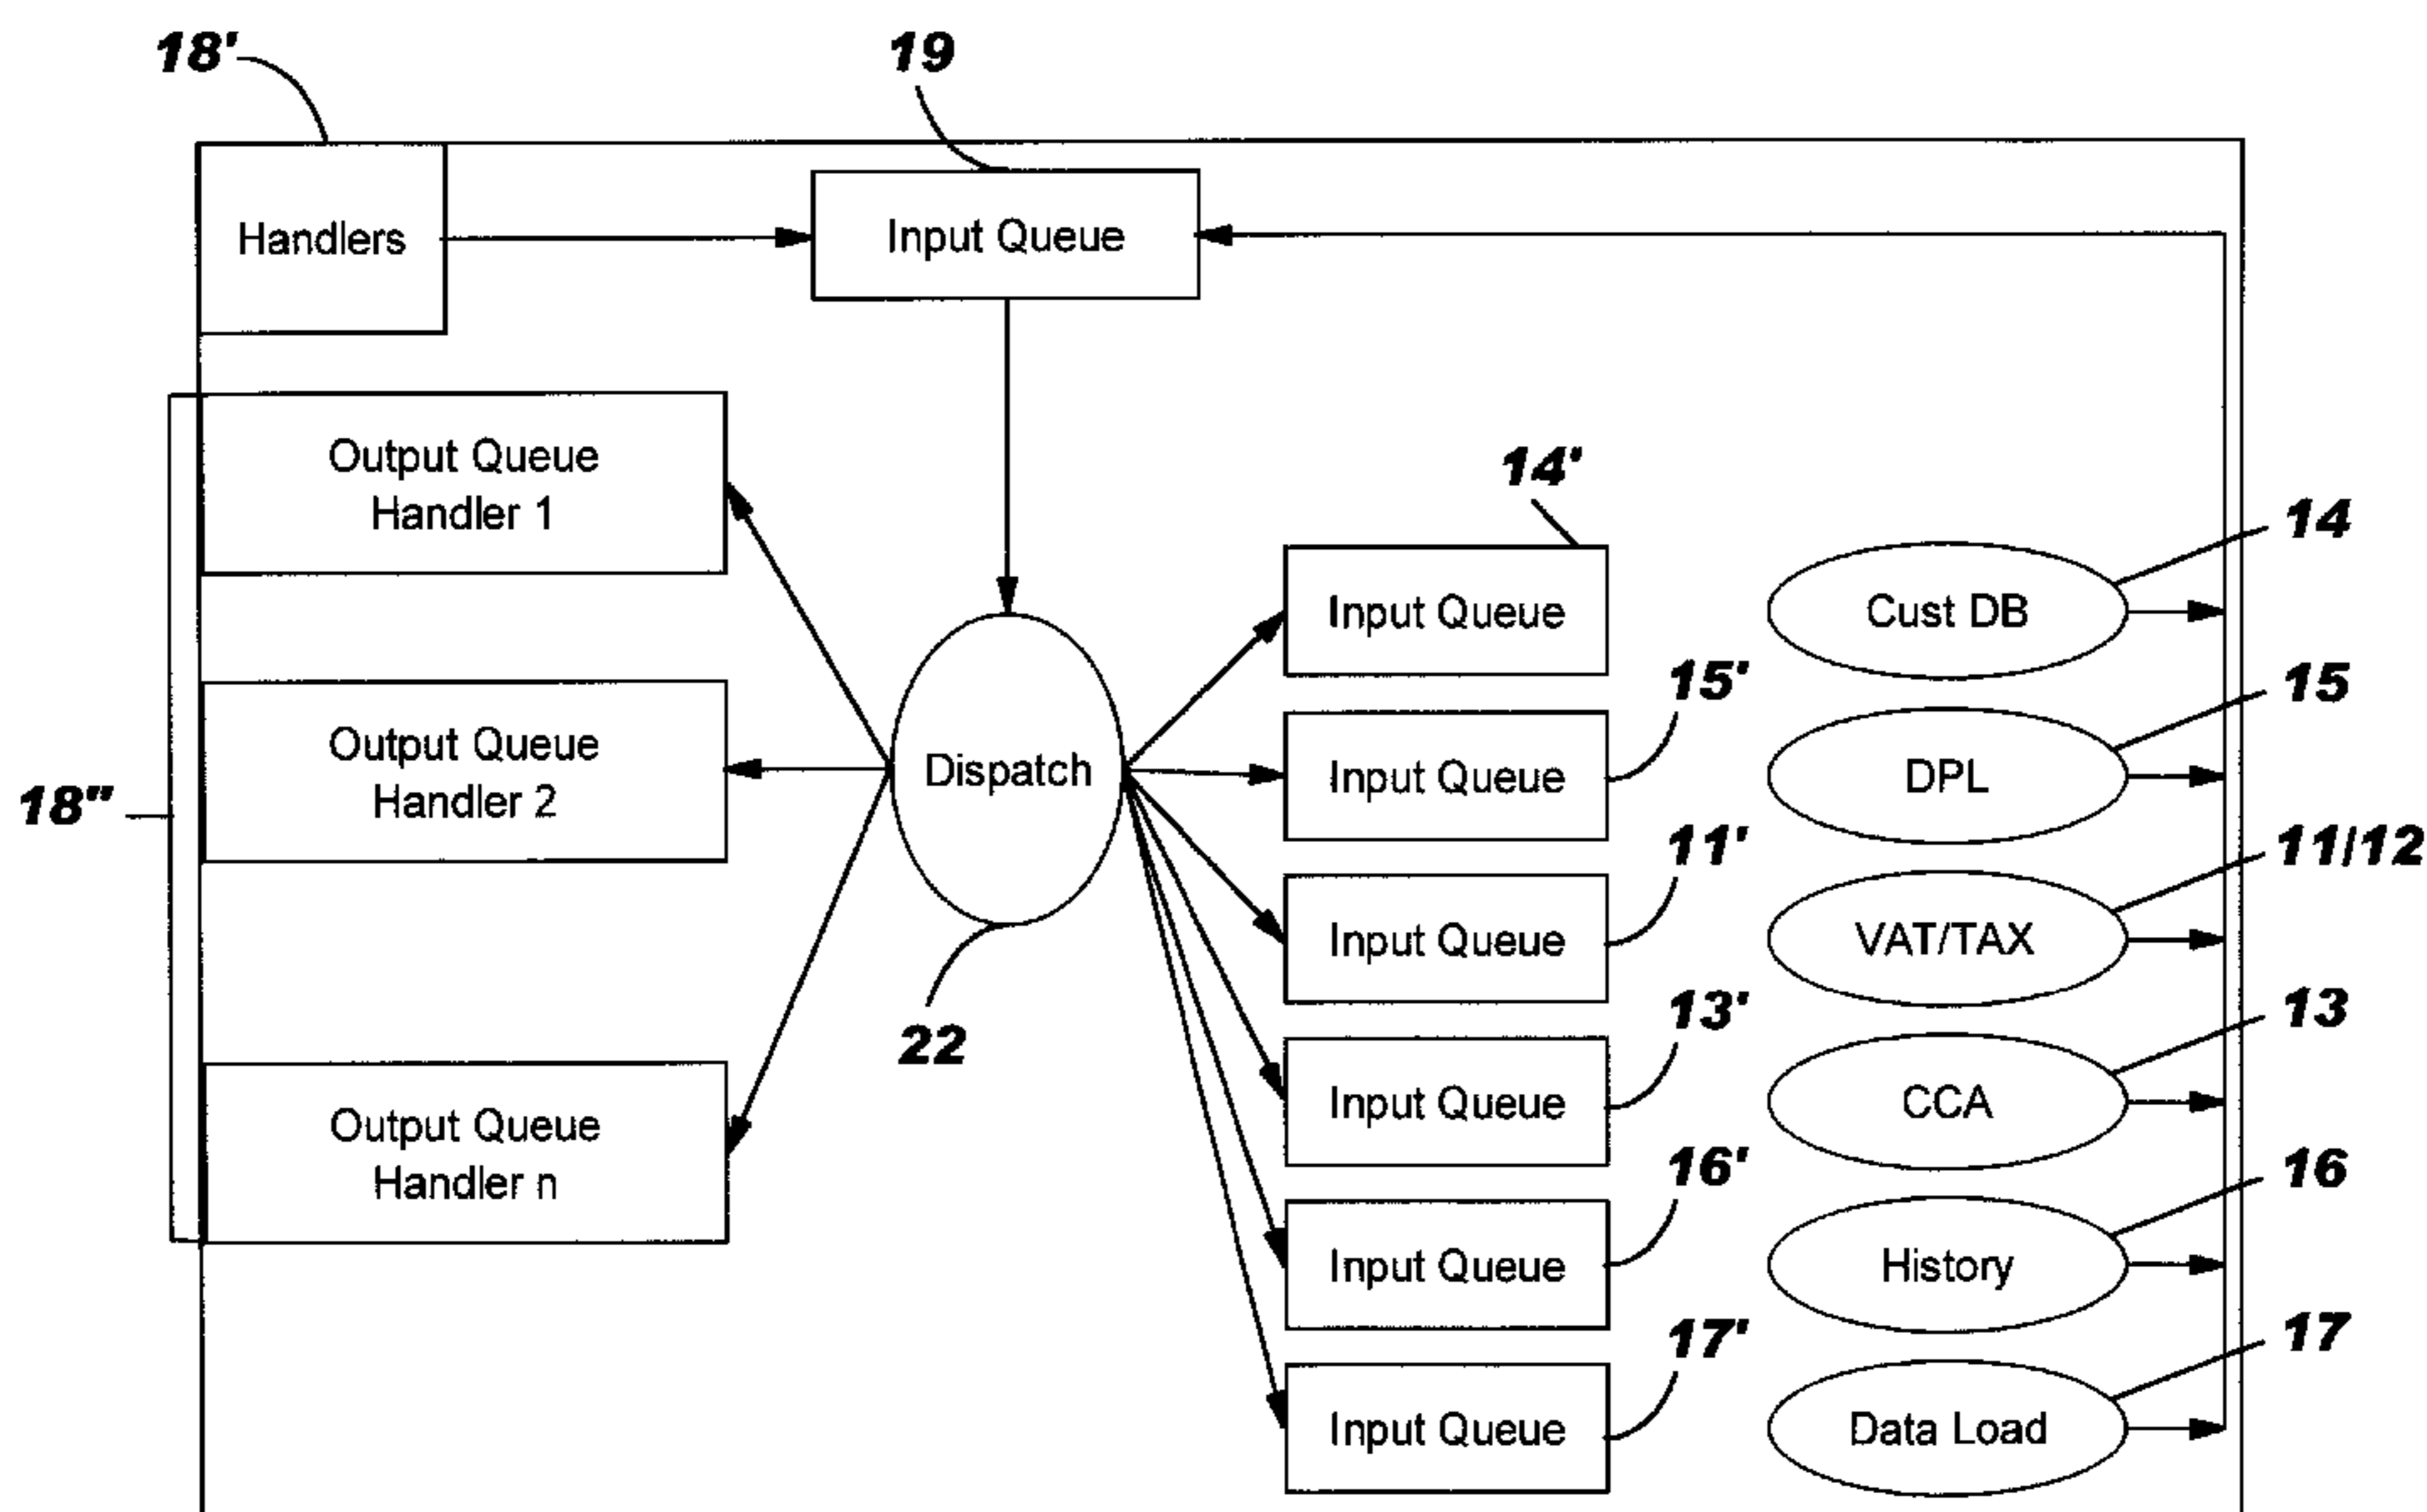 18'
19
Handlers
Input Queue
Output Queue
Handler 1
14'
14
Input Queue
Cust DB
15'
15
Output Queue
Handler 2
Dispatch
Input Queue
DPL
18"
11'
11/12
Input Queue
VAT/TAX
22
13'
13
Output Queue
Handler n
Input Queue
CCA
16'
16
Input Queue
History
17'
17
Input Queue
Data Load